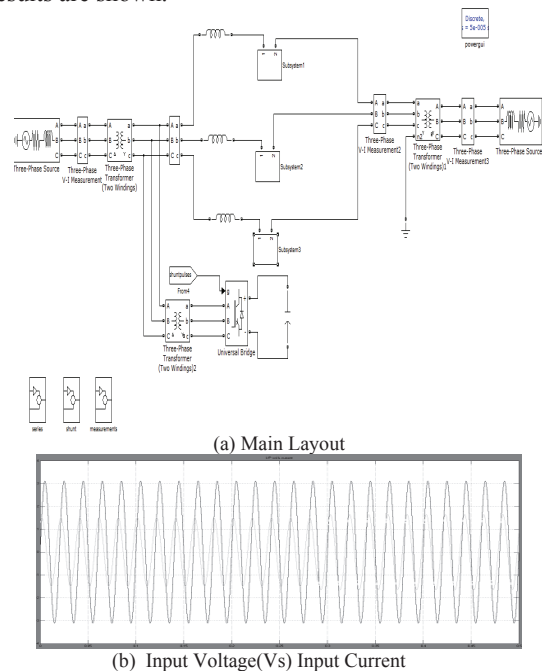 results are shown.
Discrete,
s = 5e-005 s
powergui
Subsystem1
A a A A a A A
B b B B b B B
C c C C c n2 C C C
Three-Phase Source
Three-Phase
V-I Measurement
Three-Phase
Transformer
(Two Windings)
Subsystem2
Three-Phase
V-I Measurement2
Three-Phase
Transformer
(Two Windings)1
Three-Phase
V-I Measurement3
Three-Phase Source
Subsystem3
shuntpulses
From4
g
A
B
C
Universal Bridge
A a
B b
C c
Three-Phase
Transformer
(Two Windings)2
series
shunt
measurements
(a) Main Layout
(b) Input Voltage(Vs) Input Current